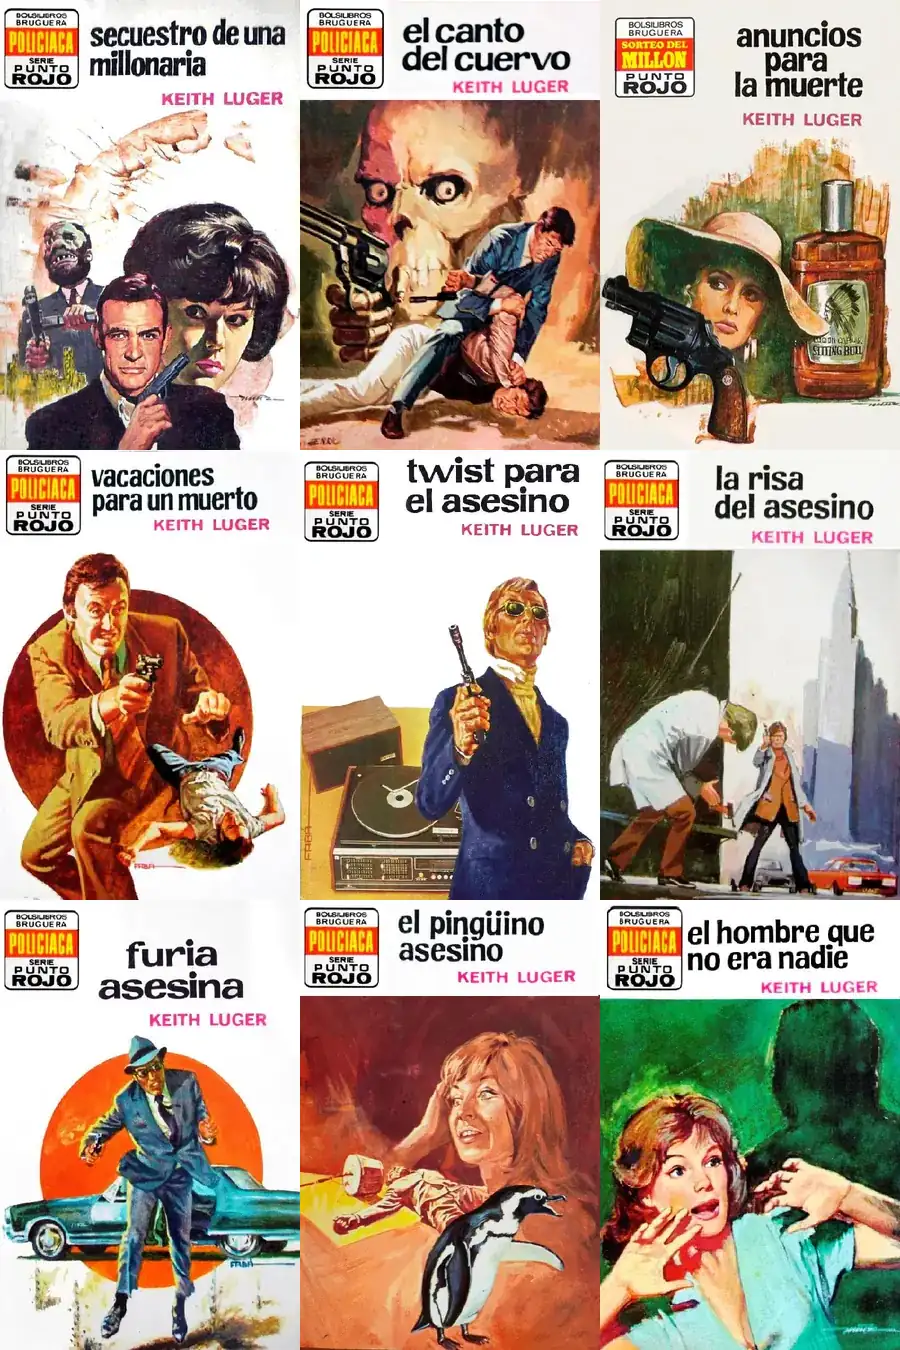 BOLSILIBROS
BRUGUERA
POLICIACA
SERIE
PUNTO
ROJO
secuestro de una
millonaria
KEITH LUGER
BOLSILIBROS
BRUGUERA
POLICIACA
SERIE
PUNTO
ROJO
el canto
del cuervo
KEITH LUGER
BOLSILIBROS
BRUGUERA
SORTEO DEL
MILLON
PUNTO
ROJO
anuncios
para
la muerte
KEITH LUGER
SITTING BULL
BOLSILIBROS
BRUGUERA
POLICIACA
SERIE
PUNTO
ROJO
vacaciones
para un muerto
KEITH LUGER
FABA
BOLSILIBROS
BRUGUERA
POLICIACA
SERIE
PUNTO
ROJO
twist para
el asesino
KEITH LUGER
FABA
BOLSILIBROS
BRUGUERA
POLICIACA
SERIE
PUNTO
ROJO
la risa
del asesino
KEITH LUGER
BOLSILIBROS
BRUGUERA
POLICIACA
SERIE
PUNTO
ROJO
furia
asesina
KEITH LUGER
FABA
BOLSILIBROS
BRUGUERA
POLICIACA
SERIE
PUNTO
ROJO
el pingüino
asesino
KEITH LUGER
BOLSILIBROS
BRUGUERA
POLICIACA
SERIE
PUNTO
ROJO
el hombre que
no era nadie
KEITH LUGER